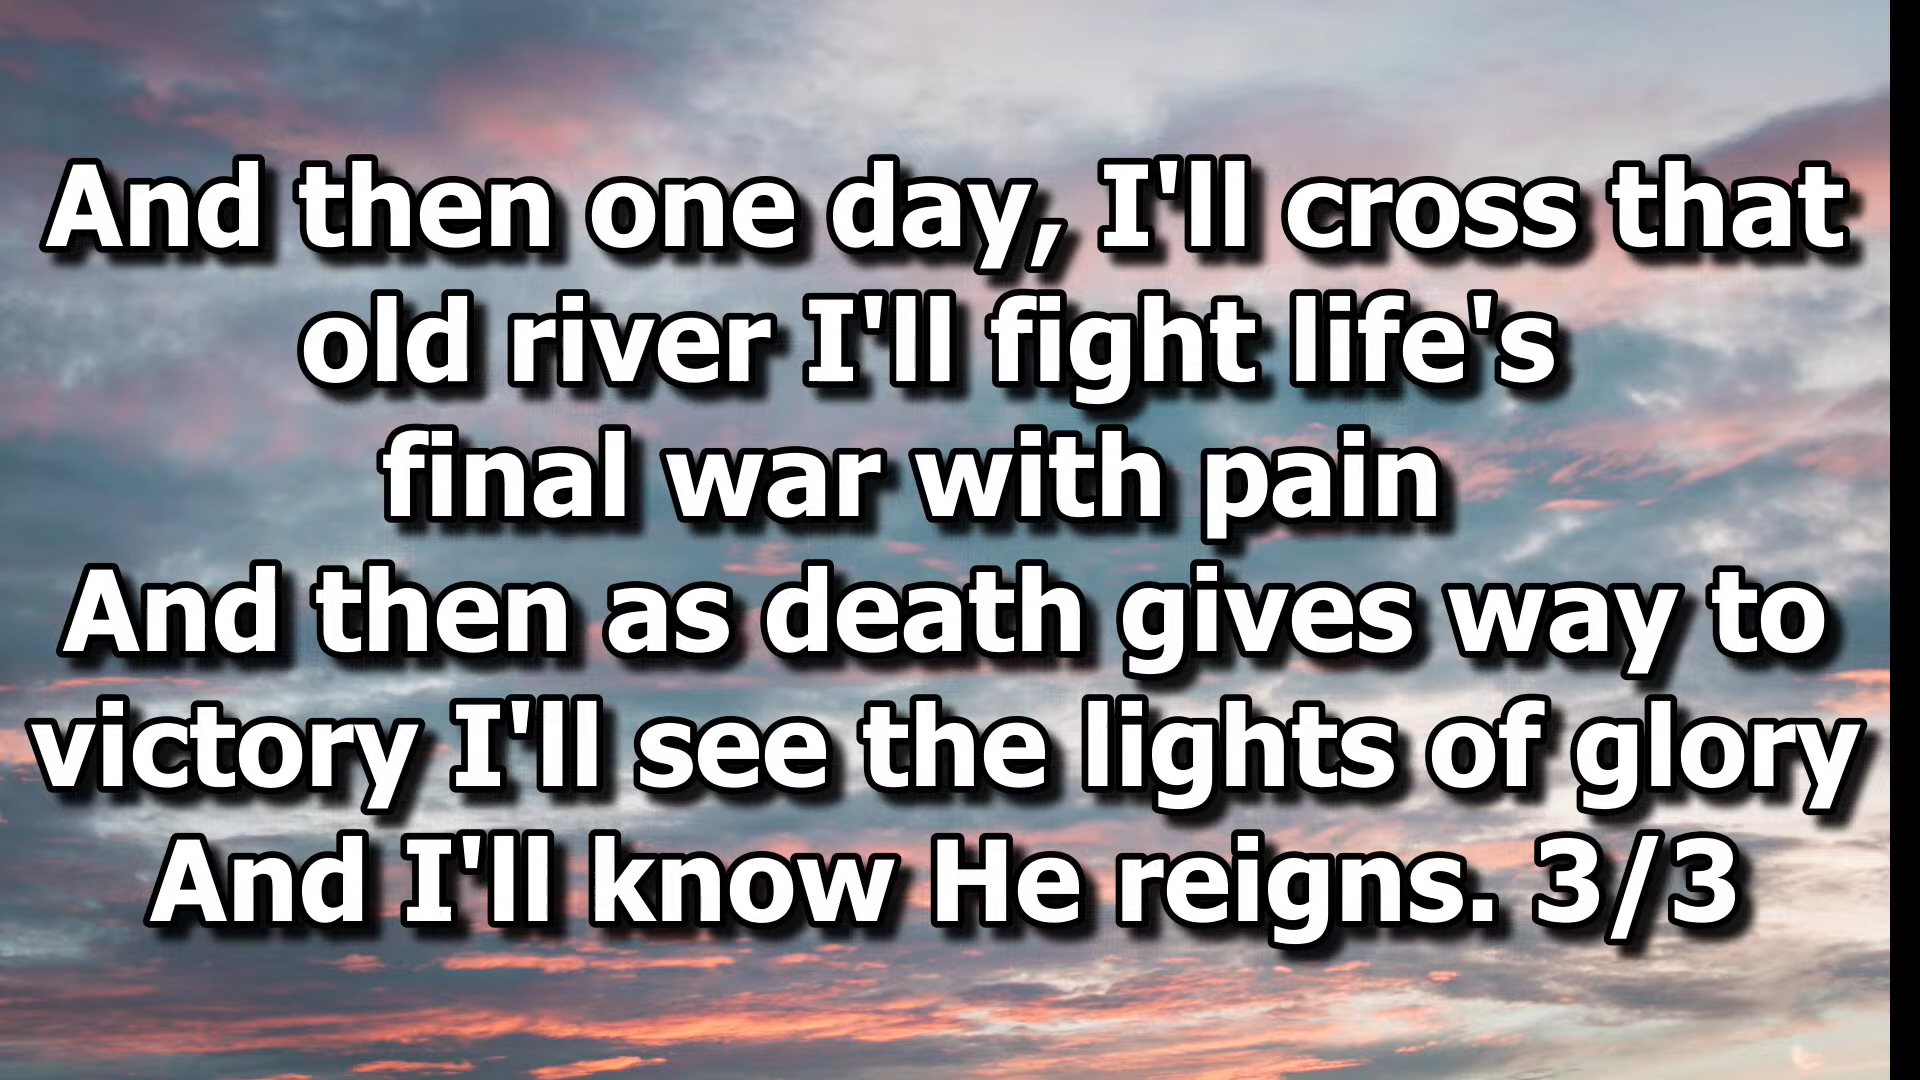 And then one day, I'll cross that
old river I'll fight life's
final war with pain
And then as death gives way to
victory I'll see the lights of glory
And I'll know He reigns. 3/3